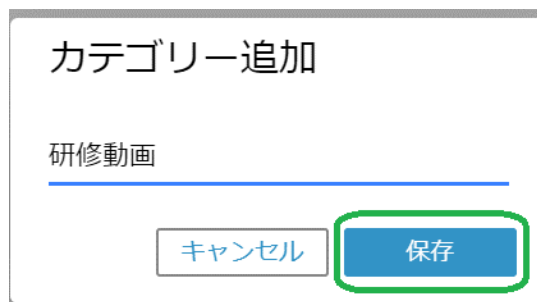 カテゴリー追加
研修動画
キャンセル 保存